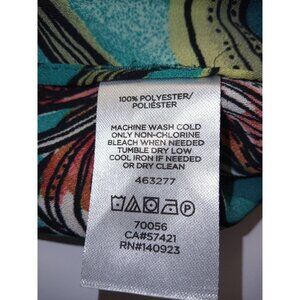 100% POLYESTER/
POLIÉSTER
MACHINE WASH COLD
ONLY NON-CHLORINE
BLEACH WHEN NEEDED
TUMBLE DRY LOW
COOL IRON IF NEEDED
OR DRY CLEAN
463277
P
70056
CA#57421
RN#140923